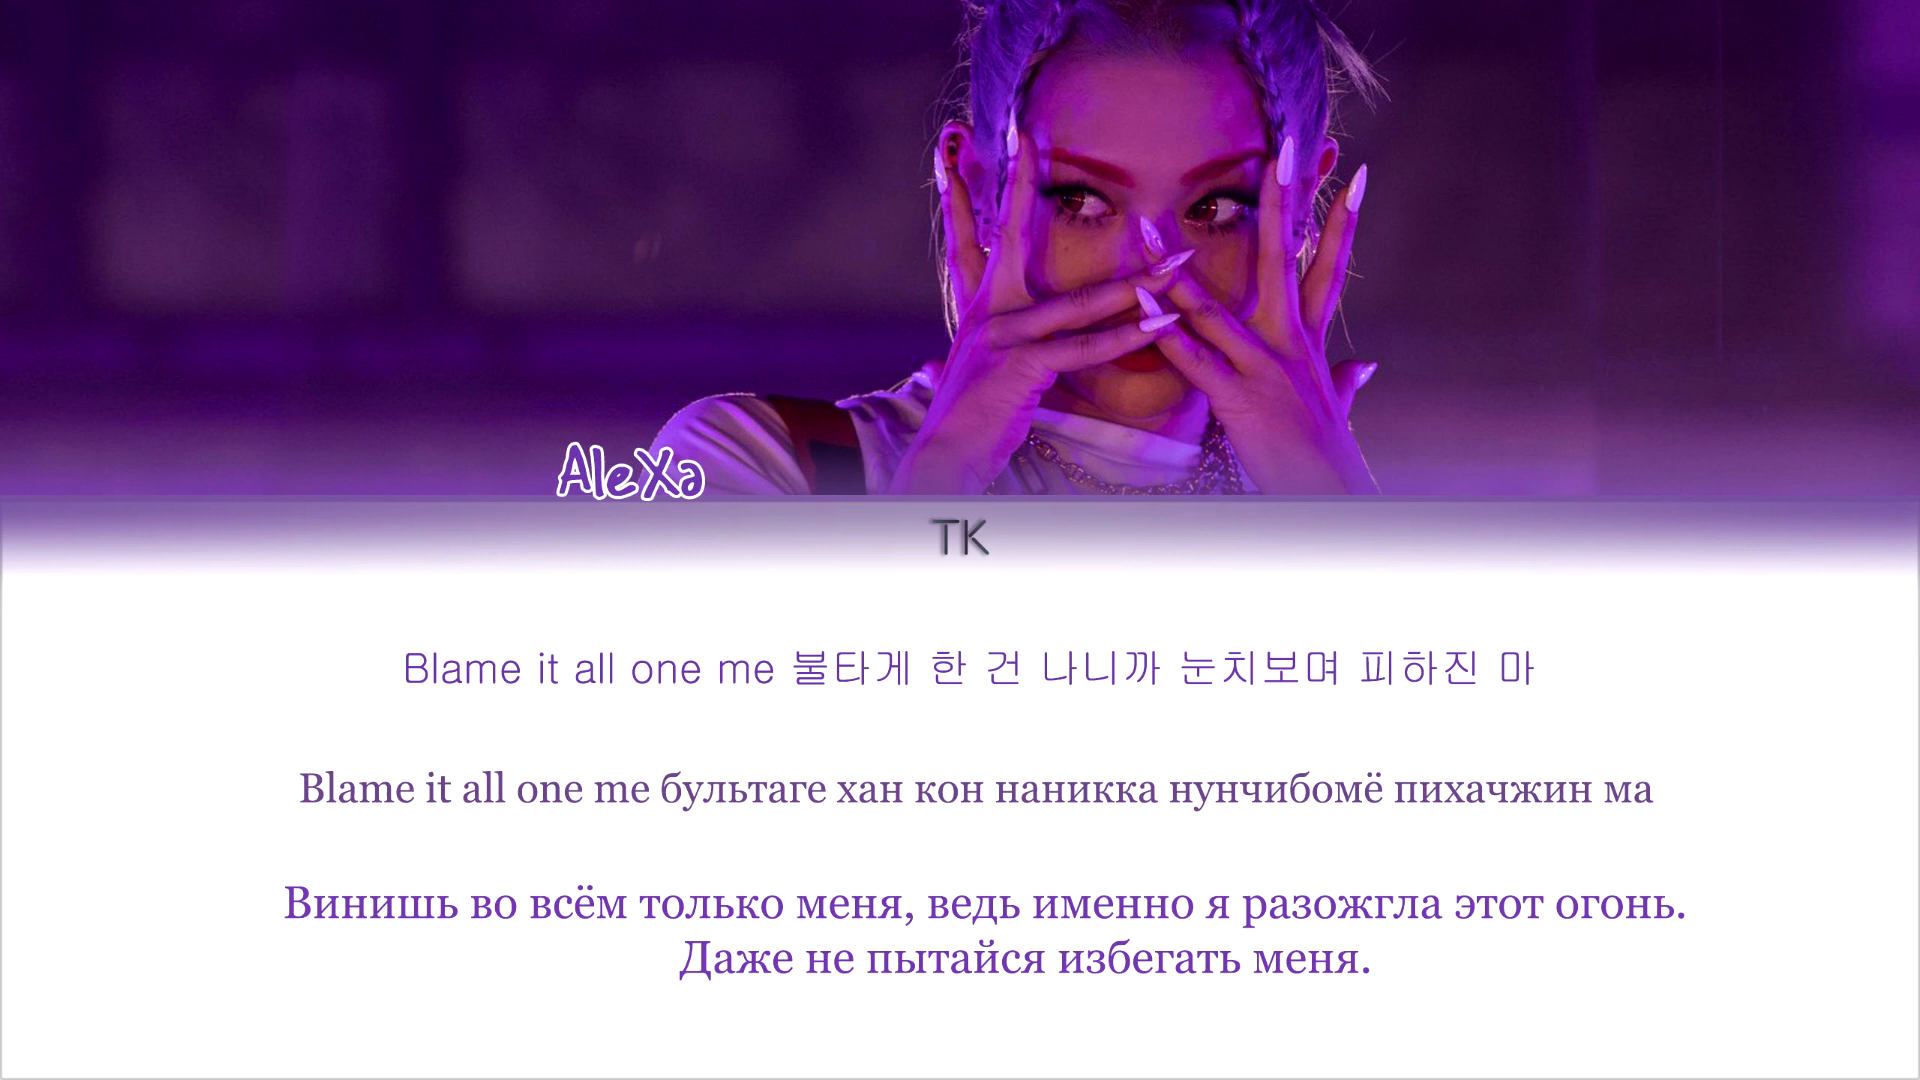 AleXa
TK
Blame it all one me 불타게 한 건 나니까 눈치보며 피하진 마
Blame it all one me бультаге хан кон наникка нунчибомё пихачжин ма
Винишь во всём только меня, ведь именно я разожгла этот огонь.
Даже не пытайся избегать меня.